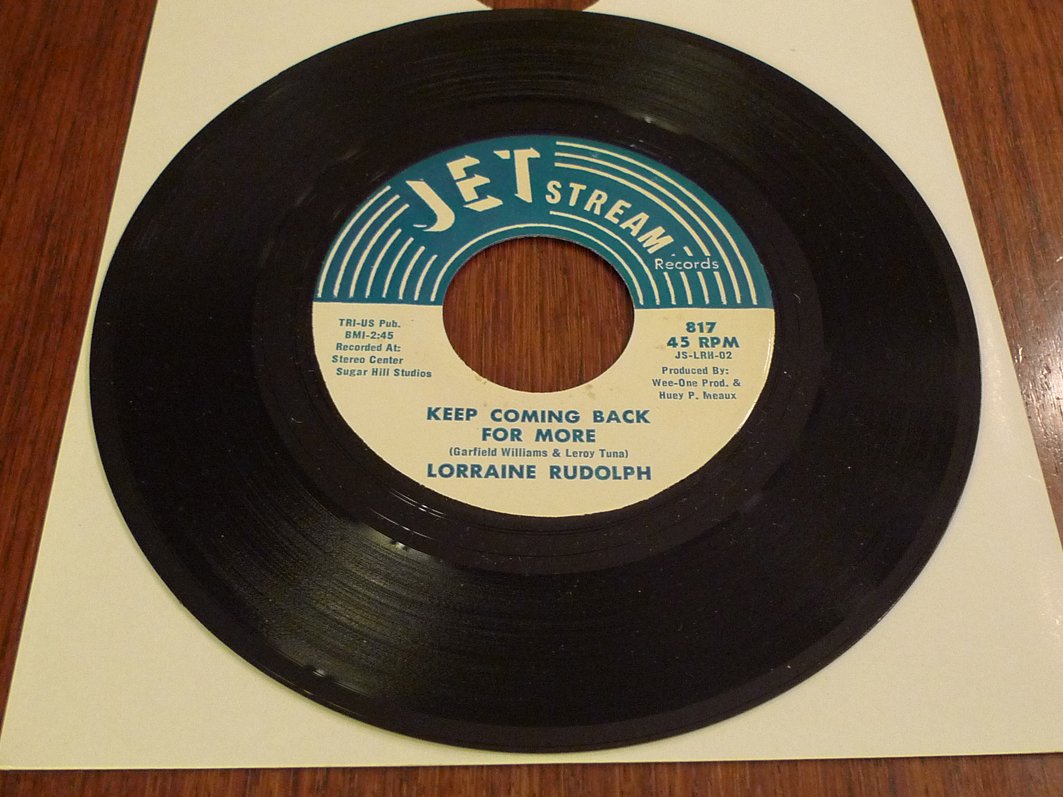 JET STREAM
Records
TRI-US Pub.
BMI-2:45
Recorded At:
Stereo Center
Sugar Hill Studios
817
45 RPM
JS-LRH-02
Produced By:
Wee-One Prod. &
Huey P. Meaux
KEEP COMING BACK
FOR MORE
(Garfield Williams & Leroy Tuna)
LORRAINE RUDOLPH